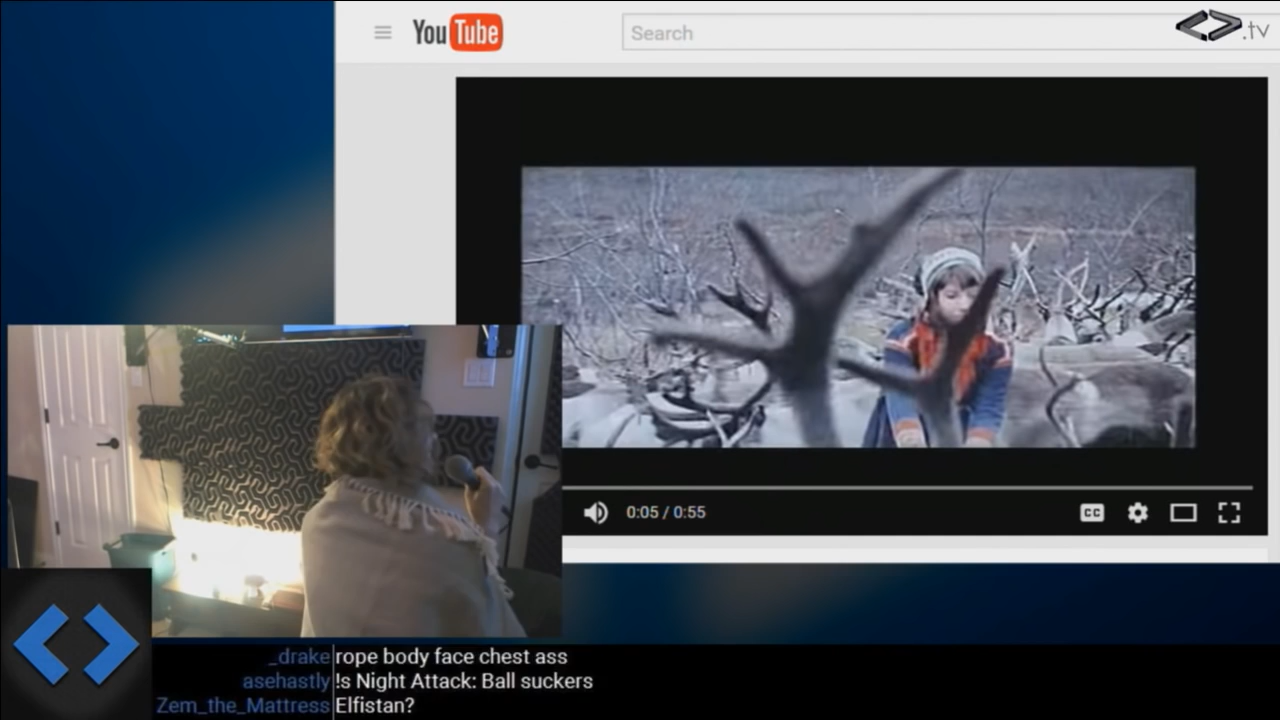 YouTube
Search
.tv
0:05 / 0:55
CC
_drake rope body face chest ass
asehastly !s Night Attack: Ball suckers
Zem_the_Mattress Elfistan?